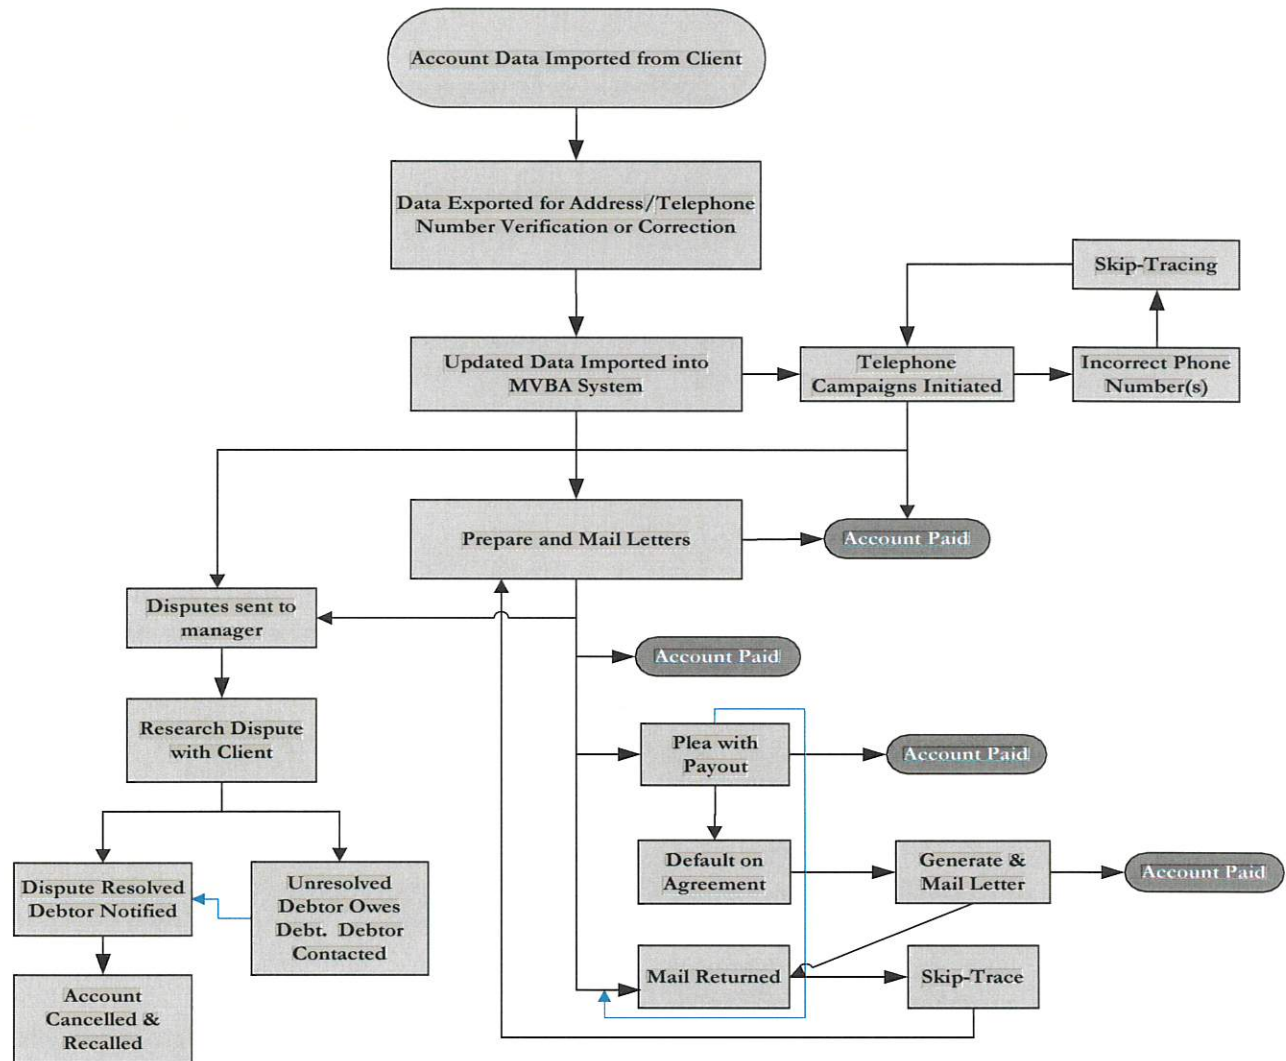 Account Data Imported from Client
Data Exported for Address/Telephone
Number Verification or Correction
Skip-Tracing
Updated Data Imported into
MVBA System
Telephone
Campaigns Initiated
Incorrect Phone
Number(s)
Prepare and Mail Letters
Account Paid
Disputes sent to
manager
Account Paid
Research Dispute
with Client
Plea with
Payout
Account Paid
Default on
Agreement
Generate &
Mail Letter
Account Paid
Dispute Resolved
Debtor Notified
Unresolved
Debtor Owes
Debt.  Debtor
Contacted
Mail Returned
Skip-Trace
Account
Cancelled &
Recalled